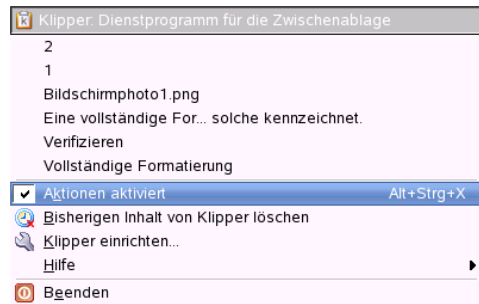 Klipper: Dienstprogramm für die Zwischenablage
2
1
Bildschirmphoto1.png
Eine vollständige For... solche kennzeichnet.
Verifizieren
Vollständige Formatierung
Aktionen aktiviert Alt+Strg+X
Bisherigen Inhalt von Klipper löschen
Klipper einrichten...
Hilfe
Beenden